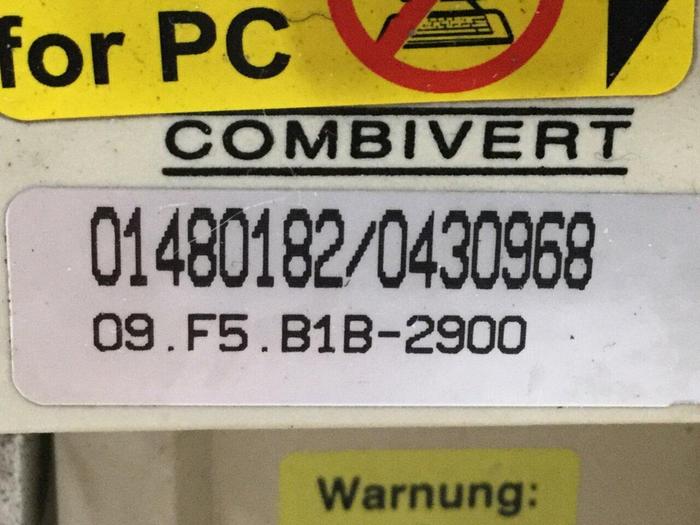 for PC
COMBIVERT
01480182/0430968
09.F5.B1B-2900
Warnung: